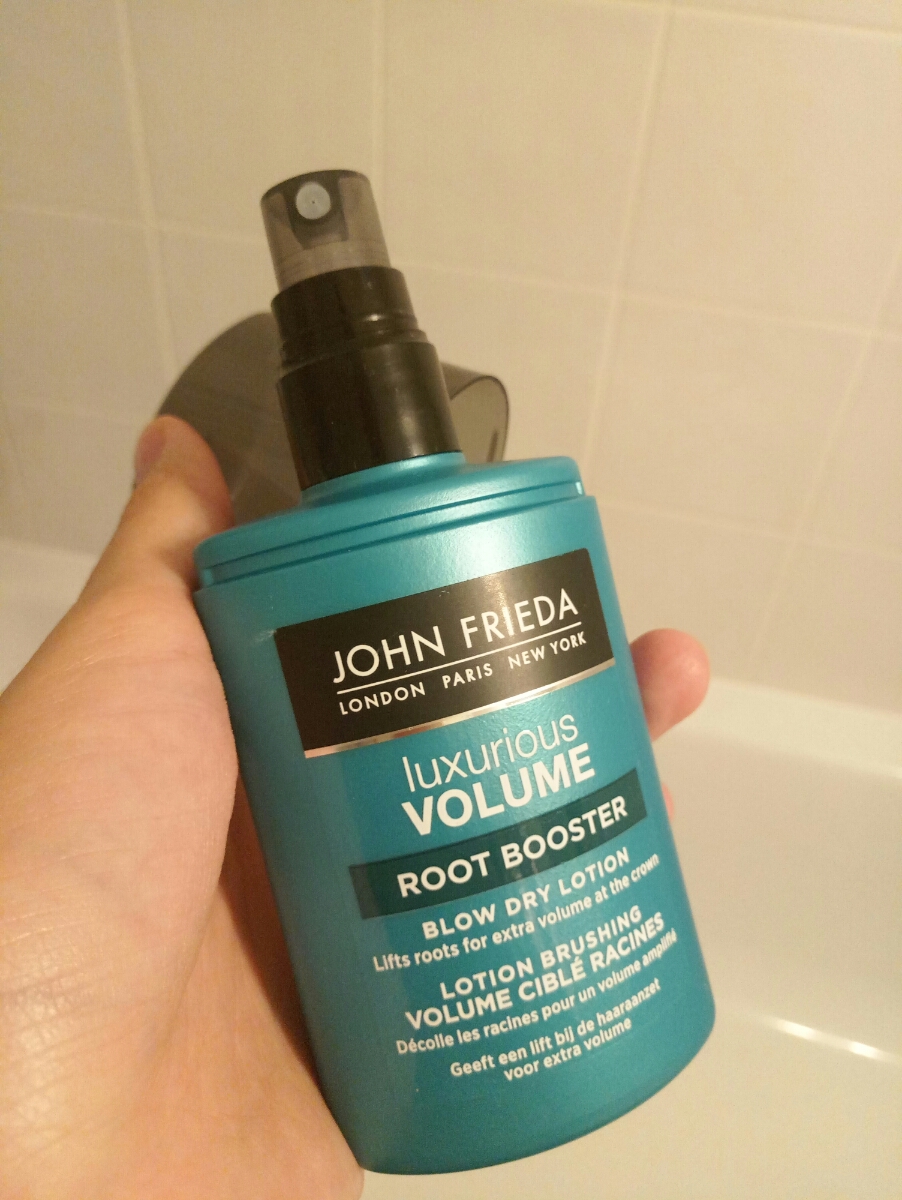 JOHN FRIEDA
LONDON PARIS NEW YORK
luxurious
VOLUME
ROOT BOOSTER
BLOW DRY LOTION
Lifts roots for extra volume at the crown
LOTION BRUSHING
VOLUME CIBLÉ RACINES
Décolle les racines pour un volume amplifié
Geeft een lift bij de haaraanzet
voor extra volume